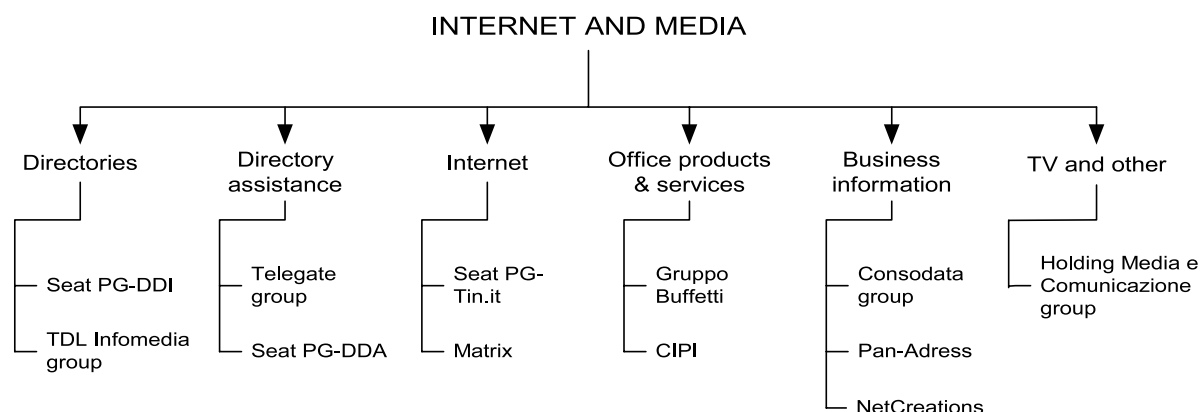 INTERNET AND MEDIA
Directories
Directory
assistance
Internet
Office products
& services
Business
information
TV and other
Seat PG-DDI
TDL Infomedia
group
Telegate
group
Seat PG-DDA
Seat PG-
Tin.it
Matrix
Gruppo
Buffetti
CIPI
Consodata
group
Pan-Adress
NetCreations
Holding Media e
Comunicazione
group